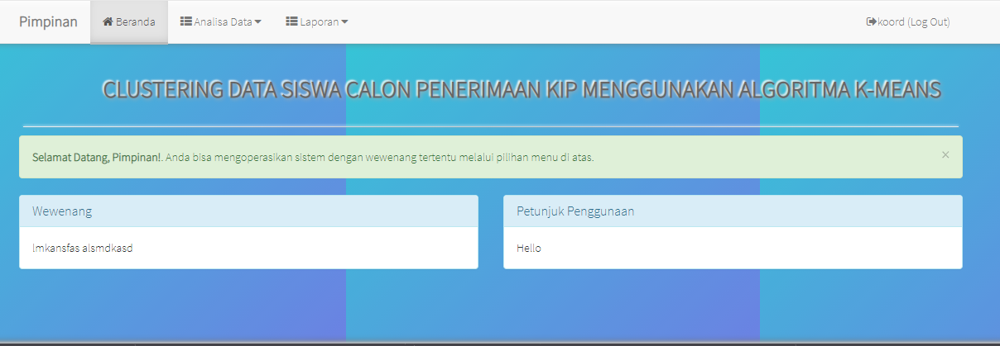 Pimpinan Beranda Analisa Data Laporan koord (Log Out)
CLUSTERING DATA SISWA CALON PENERIMAAN KIP MENGGUNAKAN ALGORITMA K-MEANS
Selamat Datang, Pimpinan!. Anda bisa mengoperasikan sistem dengan wewenang tertentu melalui pilihan menu di atas. ×
Wewenang
lmkansfas alsmdkasd
Petunjuk Penggunaan
Hello